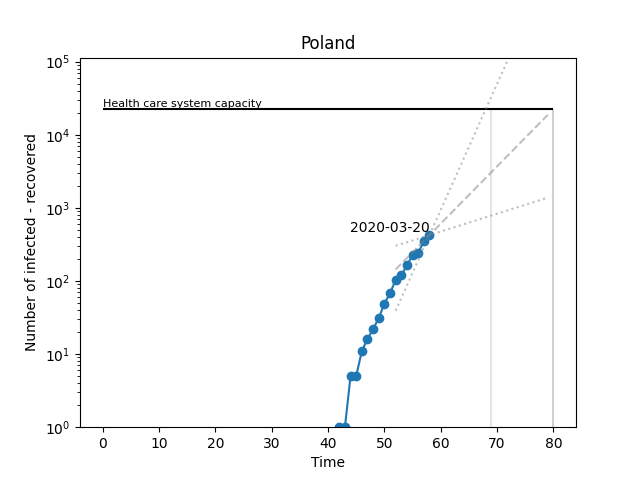 Poland
10^5
Health care system capacity
10^4
10^3
2020-03-20
10^2
10^1
10^0
Number of infected - recovered
0 10 20 30 40 50 60 70 80
Time